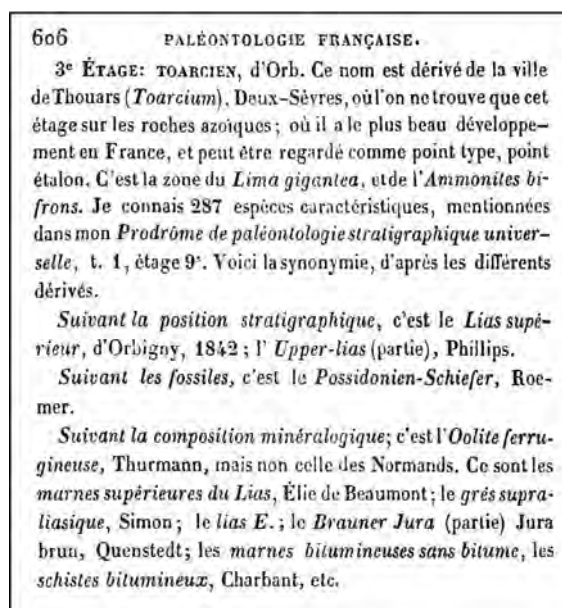 606 PALÉONTOLOGIE FRANÇAISE.
3e ÉTAGE: TOARCIEN, d'Orb. Ce nom est dérivé de la ville
de Thouars (Toarcium), Deux-Sèvres, où l'on ne trouve que cet
étage sur les roches azoïques; où il a le plus beau développe-
ment en France, et peut être regardé comme point type, point
étalon. C'est la zone du Lima gigantea, et de l'Ammonites bi-
frons. Je connais 287 espèces caractéristiques, mentionnées
dans mon Prodrôme de paléontologie stratigraphique univer-
selle, t. 1, étage 9e. Voici la synonymie, d'après les différents
dérivés.
Suivant la position stratigraphique, c'est le Lias supé-
rieur, d'Orbigny, 1842; l'Upper-lias (partie), Phillips.
Suivant les fossiles, c'est le Possidonien-Schiefer, Roe-
mer.
Suivant la composition minéralogique; c'est l'Oolite ferru-
gineuse, Thurmann, mais non celle des Normands. Ce sont les
marnes supérieures du Lias, Élie de Beaumont; le grés supra-
liasique, Simon; le lias E.; le Brauner Jura (partie) Jura
brun, Quenstedt; les marnes bitumineuses sans bitume, les
schistes bitumineux, Charbant, etc.